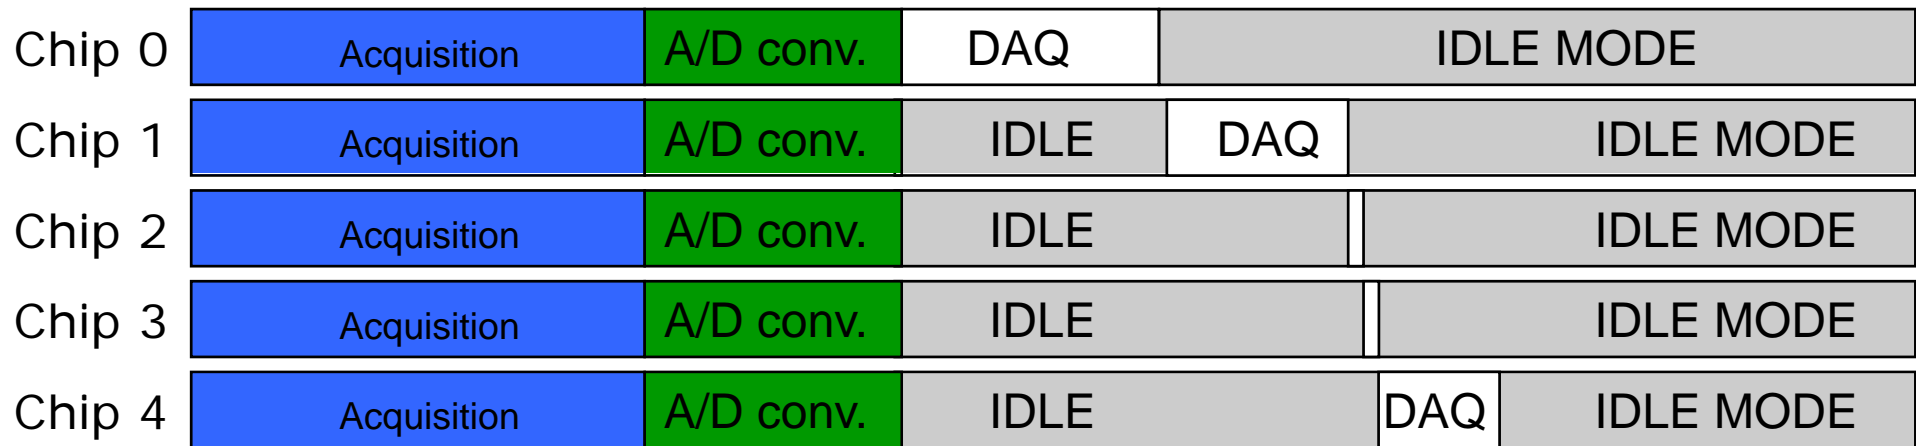 Chip 0 Acquisition A/D conv. DAQ IDLE MODE
Chip 1 Acquisition A/D conv. IDLE DAQ IDLE MODE
Chip 2 Acquisition A/D conv. IDLE IDLE MODE
Chip 3 Acquisition A/D conv. IDLE IDLE MODE
Chip 4 Acquisition A/D conv. IDLE DAQ IDLE MODE